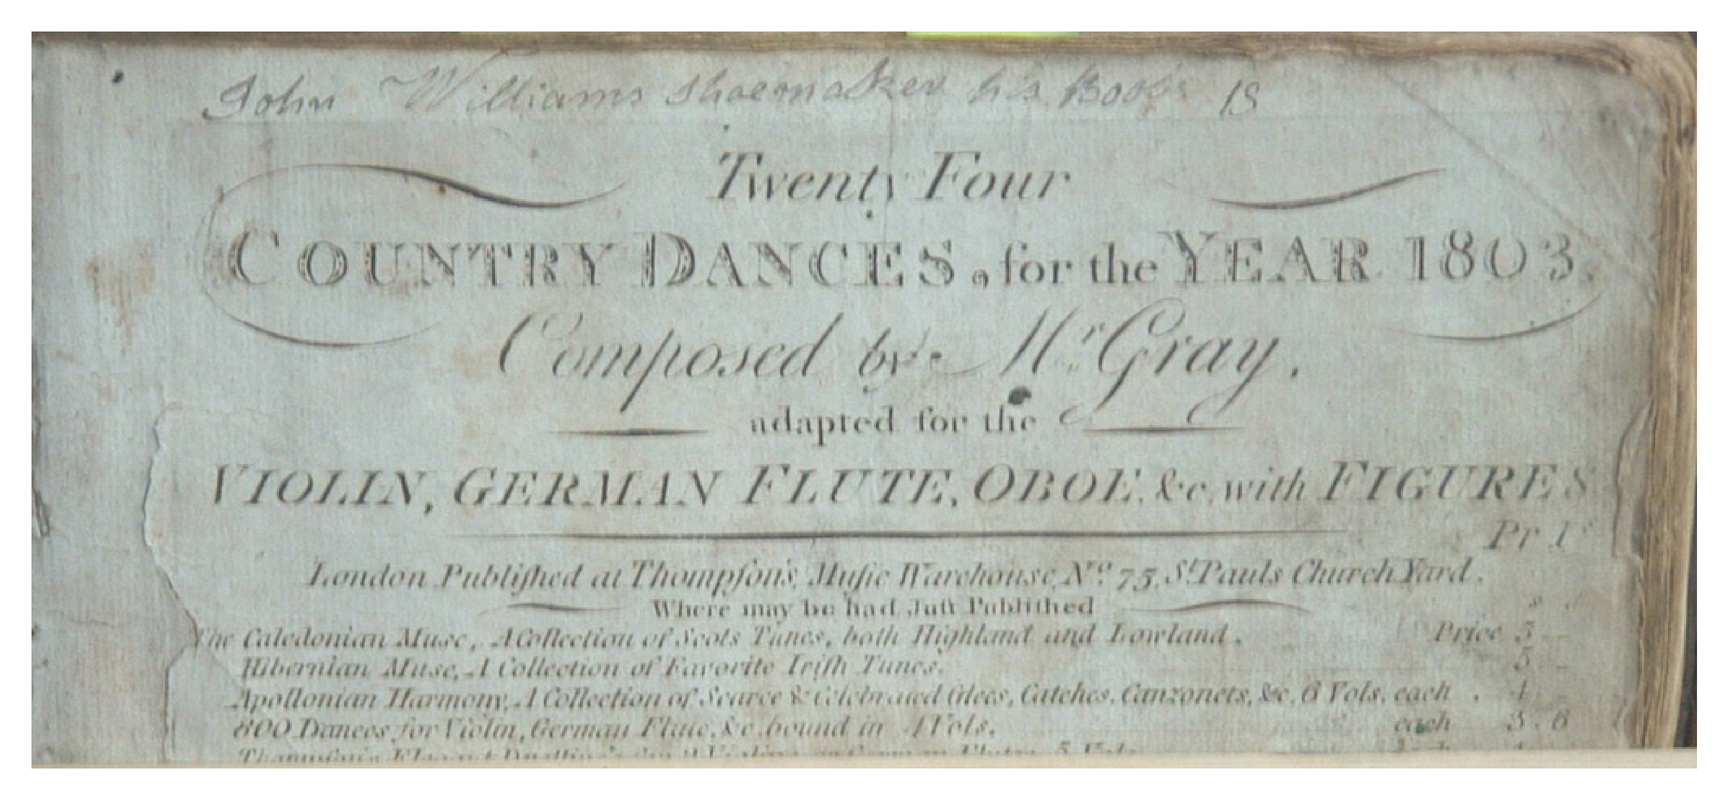 John Williams Shoemaker his Book 18
Twenty Four
COUNTRY DANCES, for the YEAR 1803.
Composed by Mr Gray.
adapted for the
VIOLIN, GERMAN FLUTE, OBOE, &c, with FIGURES
Pr 1s
London Publiſhed at Thompſon's Muſic Warehouse, No. 75, St. Pauls Church Yard.
Where may be had Juſt Publiſhed
The Caledonian Muse, A Collection of Scots Tunes, both Highland and Lowland. Price 5
Hibernian Muse, A Collection of Favorite Iriſh Tunes. 5
Apollonian Harmony, A Collection of Scarce & Celebrated Glees, Catches, Canzonets, &c, 6 Vols. each 4
800 Dances for Violin, German Flute, &c. bound in 4 Vols. each 3.6
Thompſon's Elegant 5 Vols.